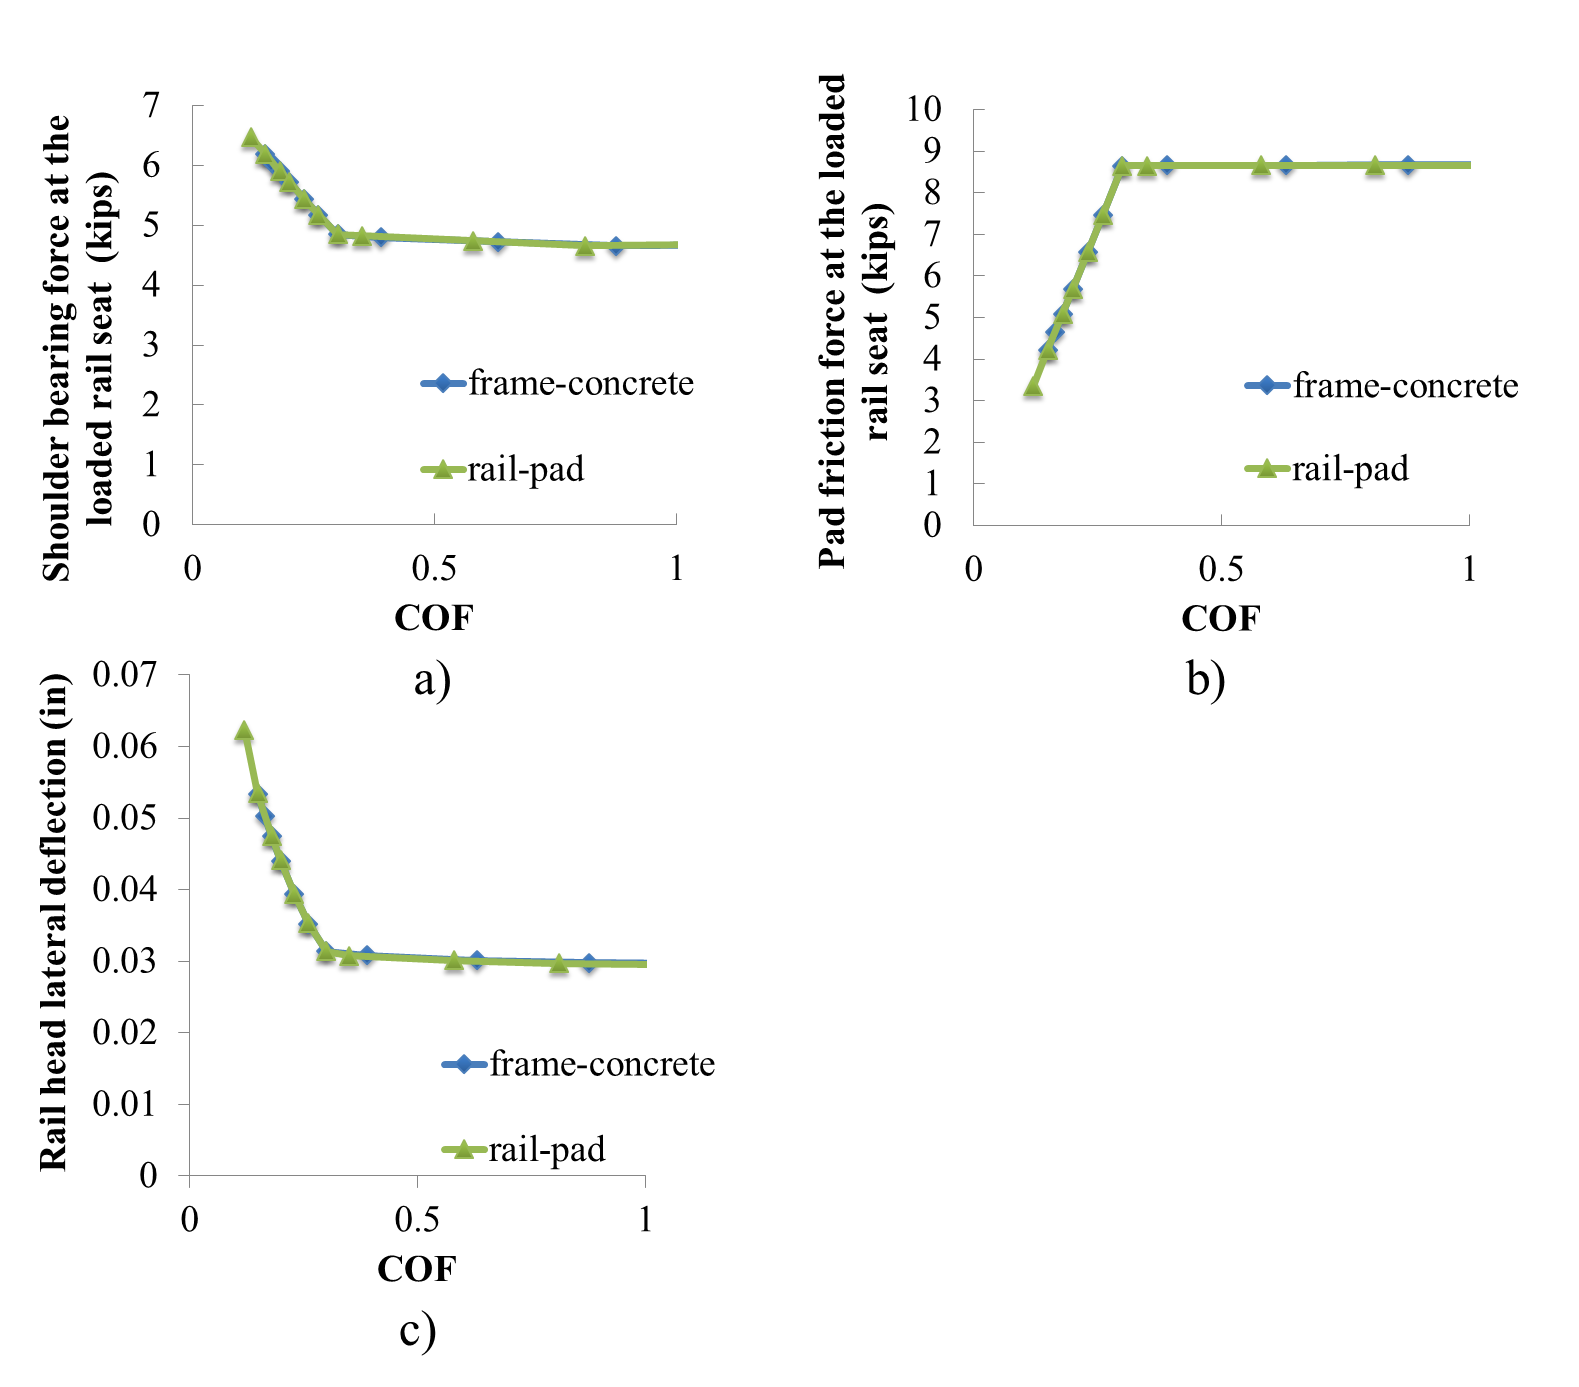 Shoulder bearing force at the
loaded rail seat (kips)
7
6
5
4
3
2
1
0
0
0.5
1
COF
frame-concrete
rail-pad
a)
Pad friction force at the loaded
rail seat (kips)
10
9
8
7
6
5
4
3
2
1
0
0
0.5
1
COF
frame-concrete
rail-pad
b)
Rail head lateral deflection (in)
0.07
0.06
0.05
0.04
0.03
0.02
0.01
0
0
0.5
1
COF
frame-concrete
rail-pad
c)